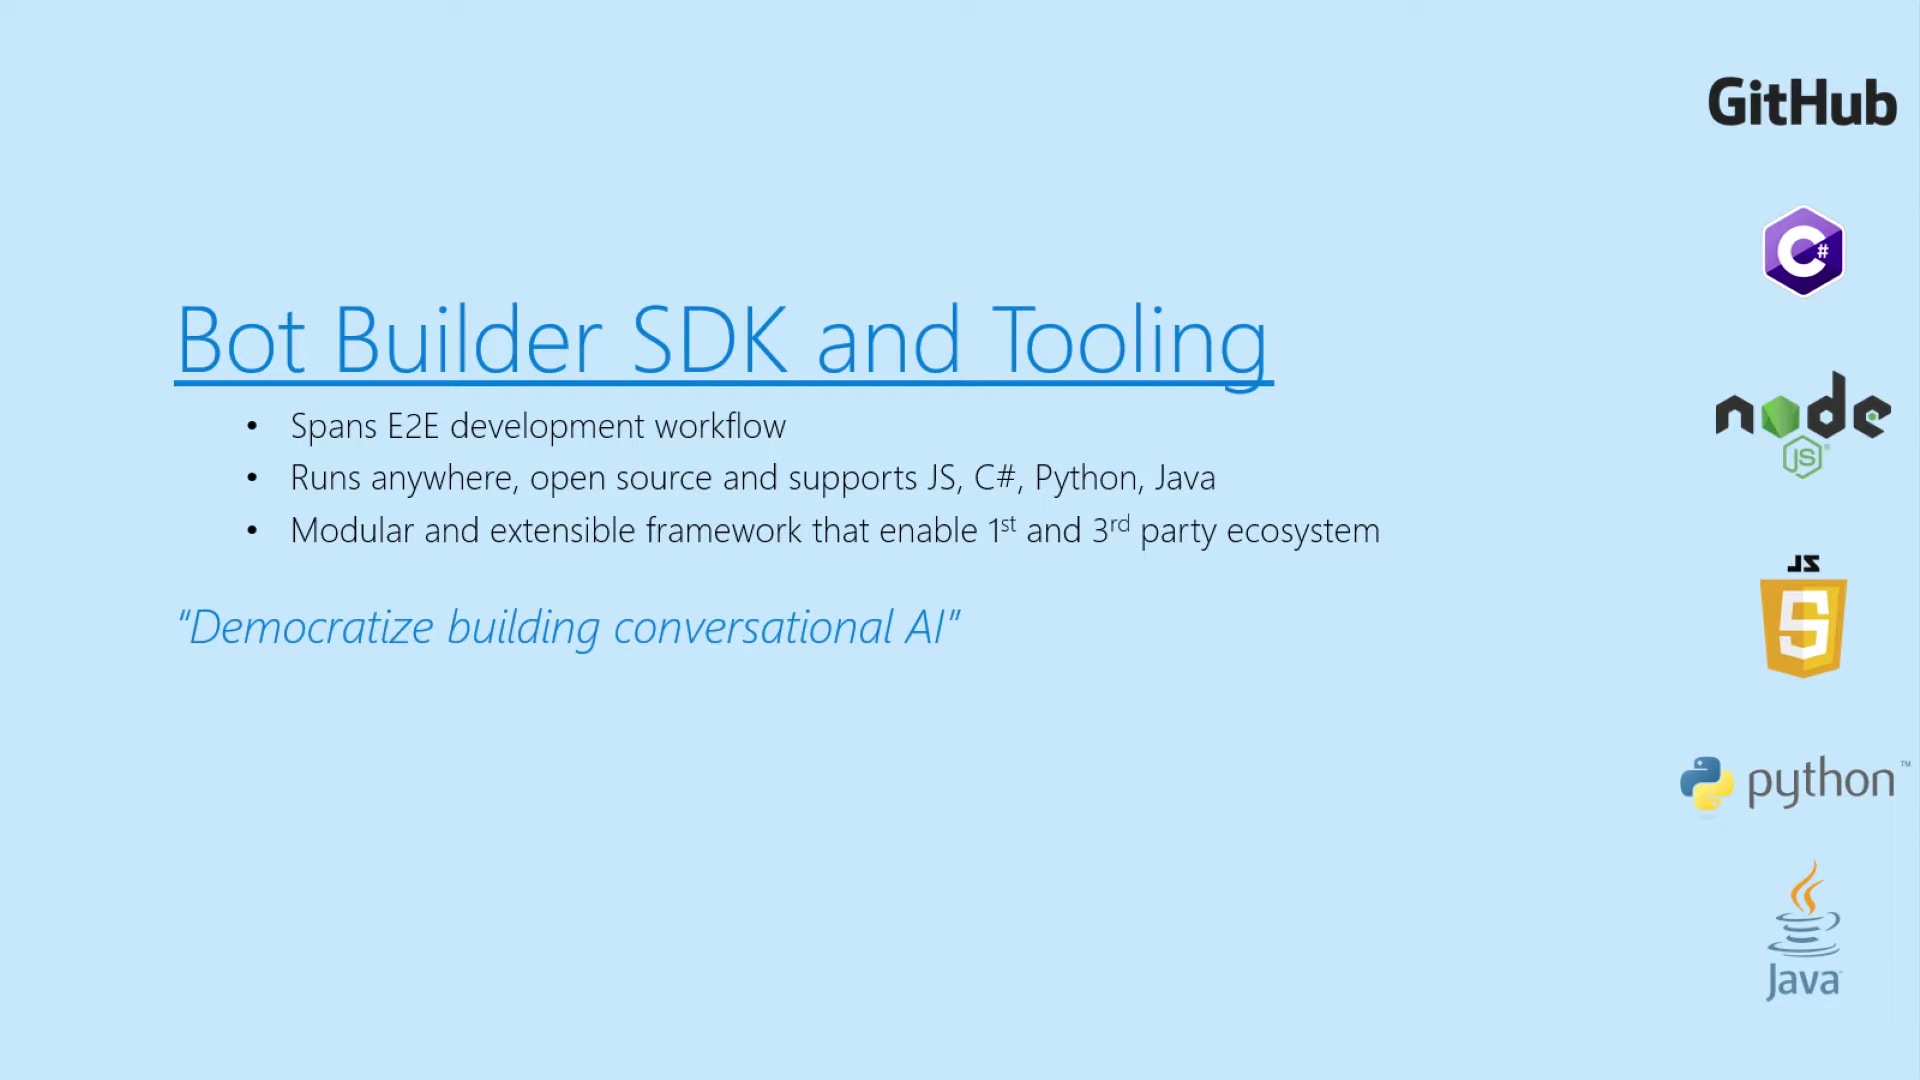 Bot Builder SDK and Tooling
• Spans E2E development workflow
• Runs anywhere, open source and supports JS, C#, Python, Java
• Modular and extensible framework that enable 1st and 3rd party ecosystem
"Democratize building conversational AI"
GitHub
C#
node
JS
JS
5
python™
Java